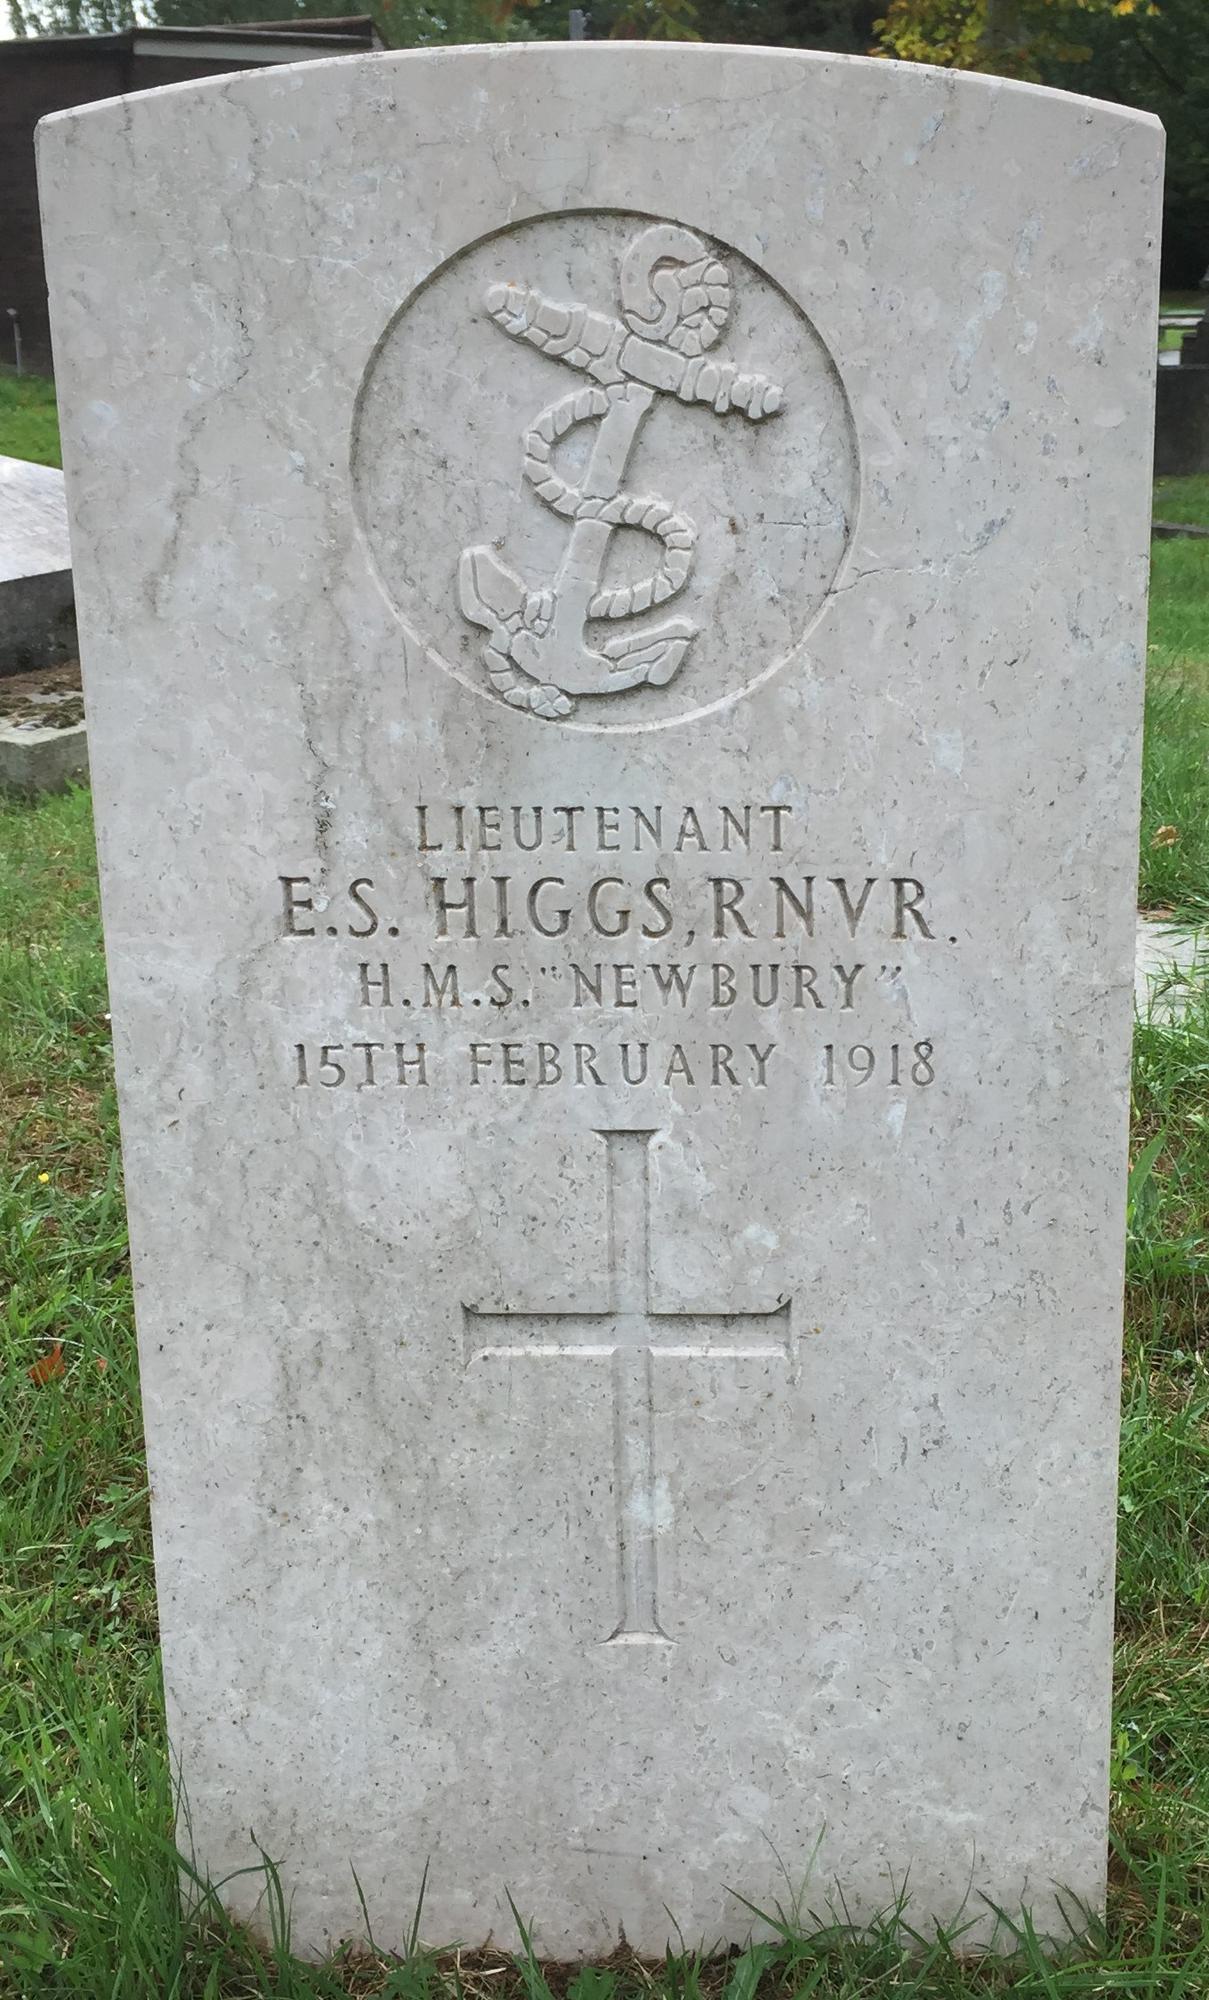 LIEUTENANT
E.S. HIGGS, RNVR.
H.M.S. "NEWBURY"
15TH FEBRUARY 1918